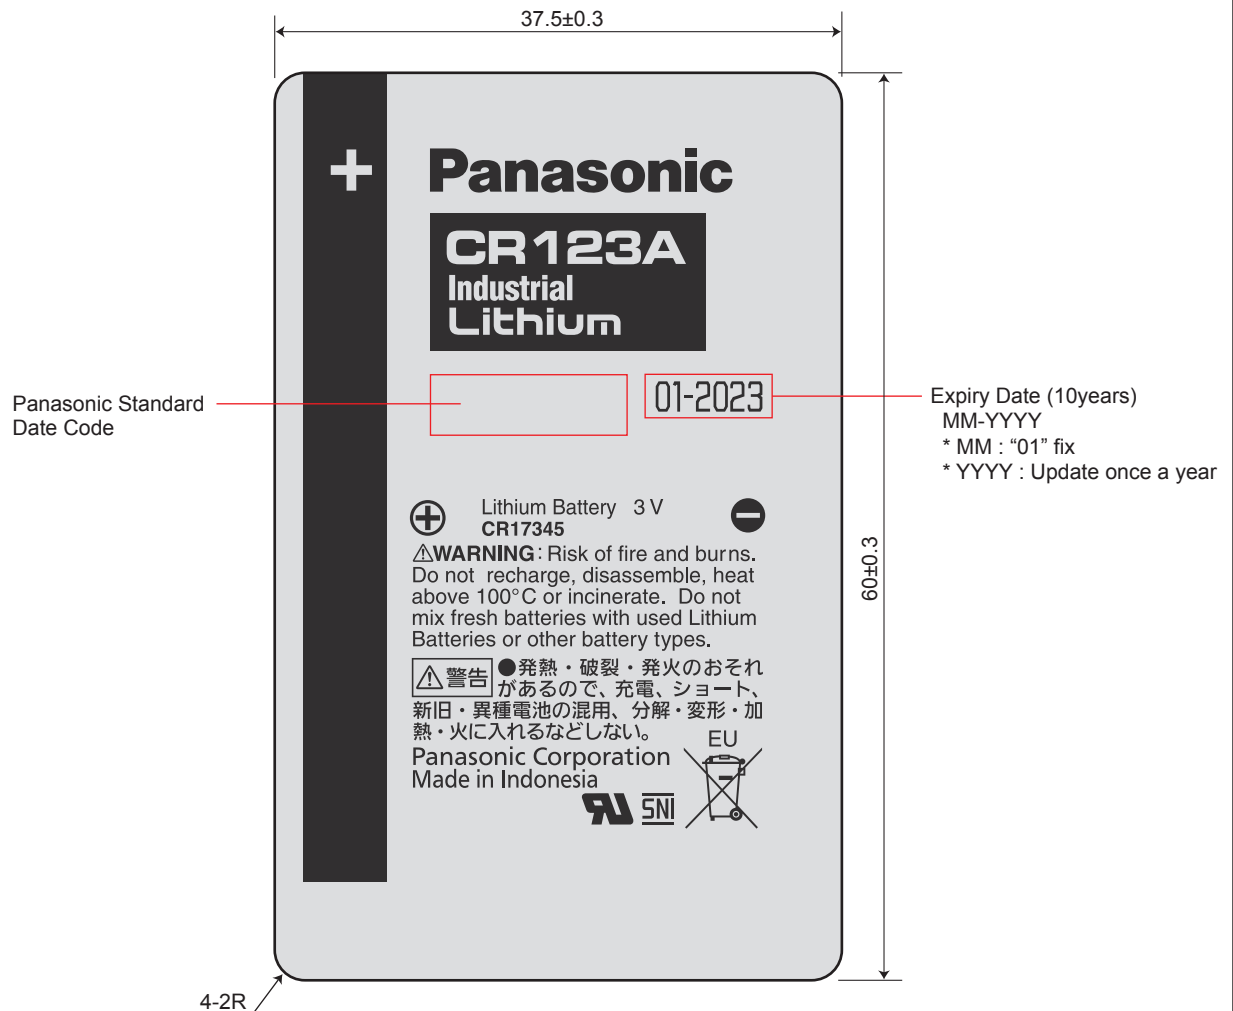 37.5±0.3
+
Panasonic
CR123A
Industrial
Lithium
01-2023
Panasonic Standard
Date Code
Expiry Date (10years)
MM-YYYY
* MM : “01” fix
* YYYY : Update once a year
Lithium Battery 3 V
CR17345
⚠WARNING : Risk of fire and burns.
Do not recharge, disassemble, heat
above 100°C or incinerate. Do not
mix fresh batteries with used Lithium
Batteries or other battery types.
⚠警告 ●発熱・破裂・発火のおそれ
があるので、充電、ショート、
新旧・異種電池の混用、分解・変形・加
熱・火に入れるなどしない。
Panasonic Corporation
Made in Indonesia
EU
SNI
60±0.3
4-2R